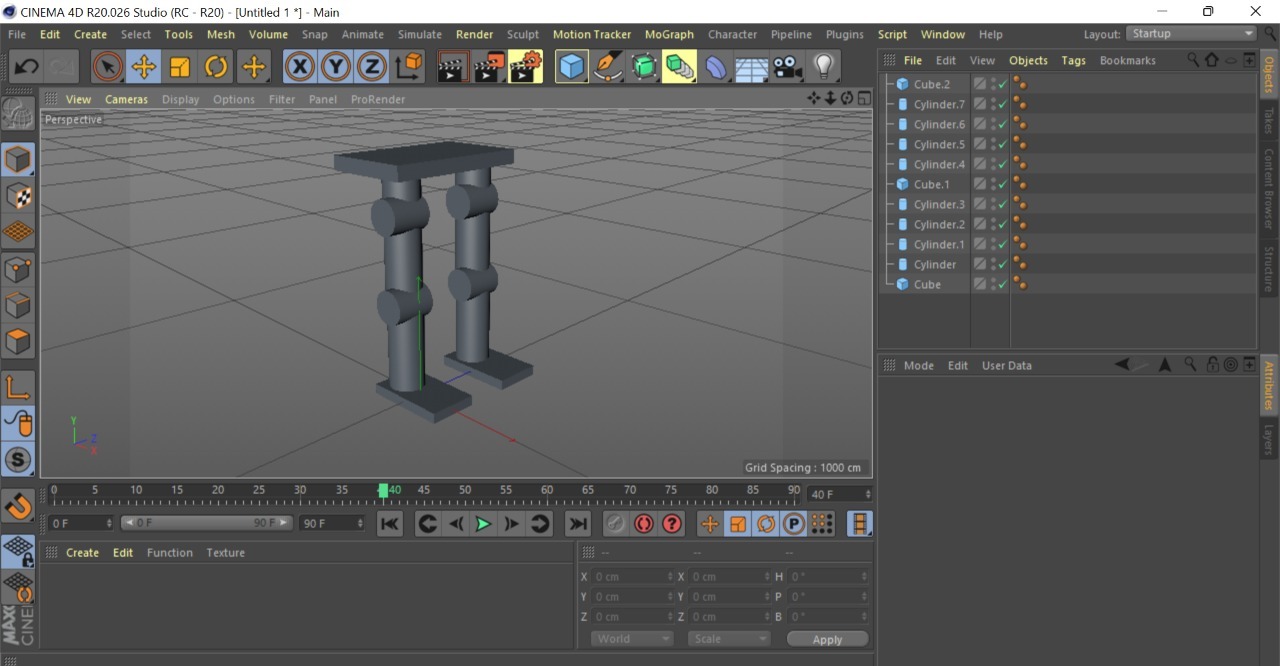 CINEMA 4D R20.026 Studio (RC - R20) - [Untitled 1 *] - Main
File Edit Create Select Tools Mesh Volume Snap Animate Simulate Render Sculpt Motion Tracker MoGraph Character Pipeline Plugins Script Window Help Layout: Startup
X Y Z
File Edit View Objects Tags Bookmarks
View Cameras Display Options Filter Panel ProRender
Perspective
Cube.2
Cylinder.7
Cylinder.6
Cylinder.5
Cylinder.4
Cube.1
Cylinder.3
Cylinder.2
Cylinder.1
Cylinder
Cube
Objects
Takes
Content Browser
Structure
Mode Edit User Data
Attributes
Layers
Y
Z
X
S
Grid Spacing : 1000 cm
0 5 10 15 20 25 30 35 40 45 50 55 60 65 70 75 80 85 90 40 F
0 F 0 F 90 F 90 F
P
Create Edit Function Texture
-- -- --
X 0 cm X 0 cm H 0 °
Y 0 cm Y 0 cm P 0 °
Z 0 cm Z 0 cm B 0 °
World Scale Apply